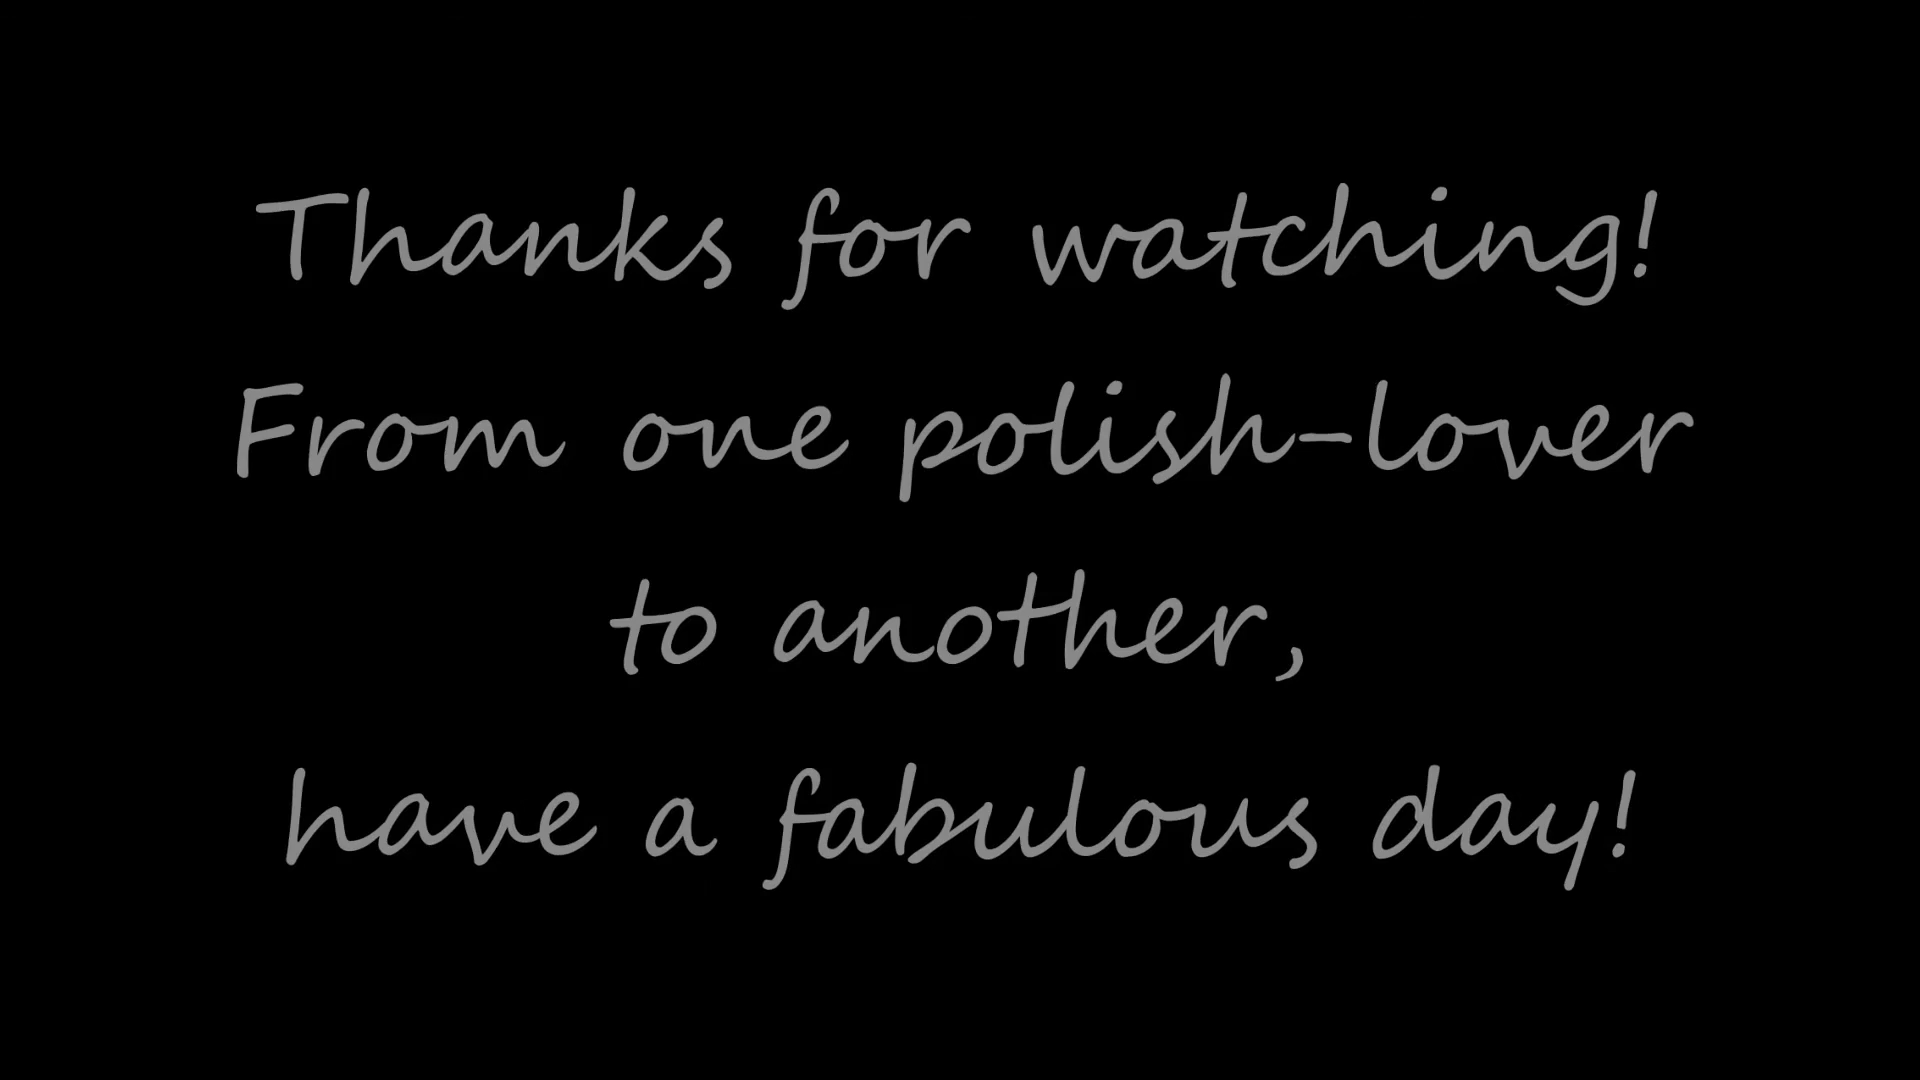 Thanks for watching!
From one polish-lover
to another,
have a fabulous day!